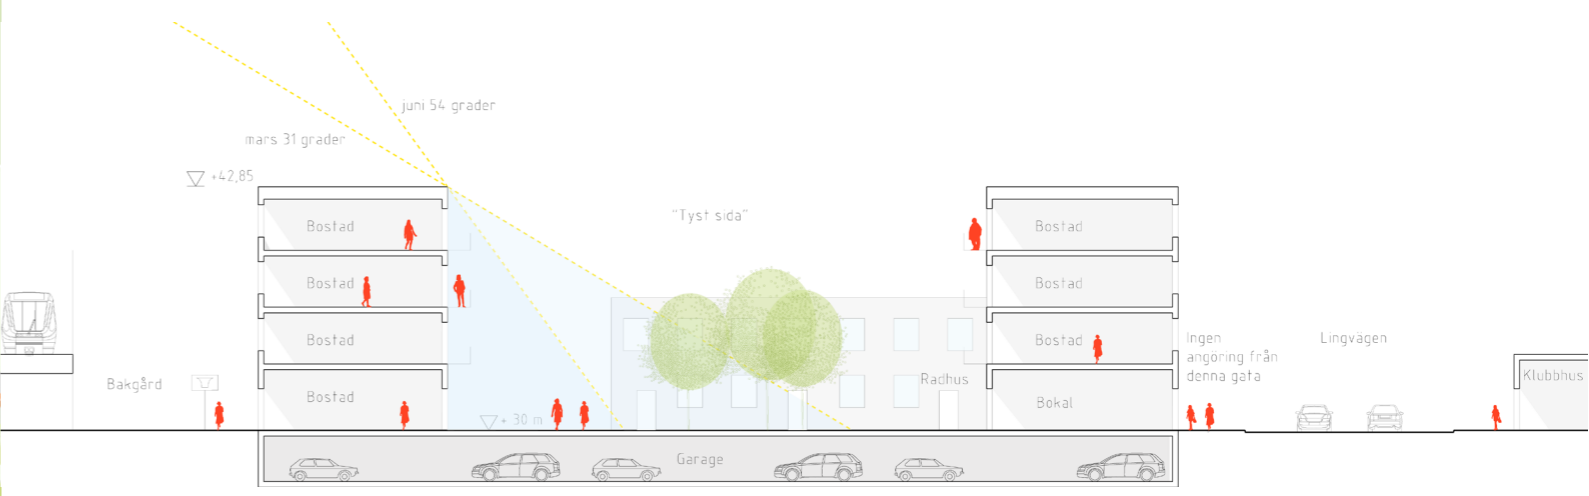 juni 54 grader
mars 31 grader
+42,85
"Tyst sida"
Bostad
Bostad
Bostad
Bostad
Bostad
Bostad
Bostad
Bokal
Bakgård
+ 30 m
Radhus
Ingen
angöring från
denna gata
Lingvägen
Klubbhus
Garage